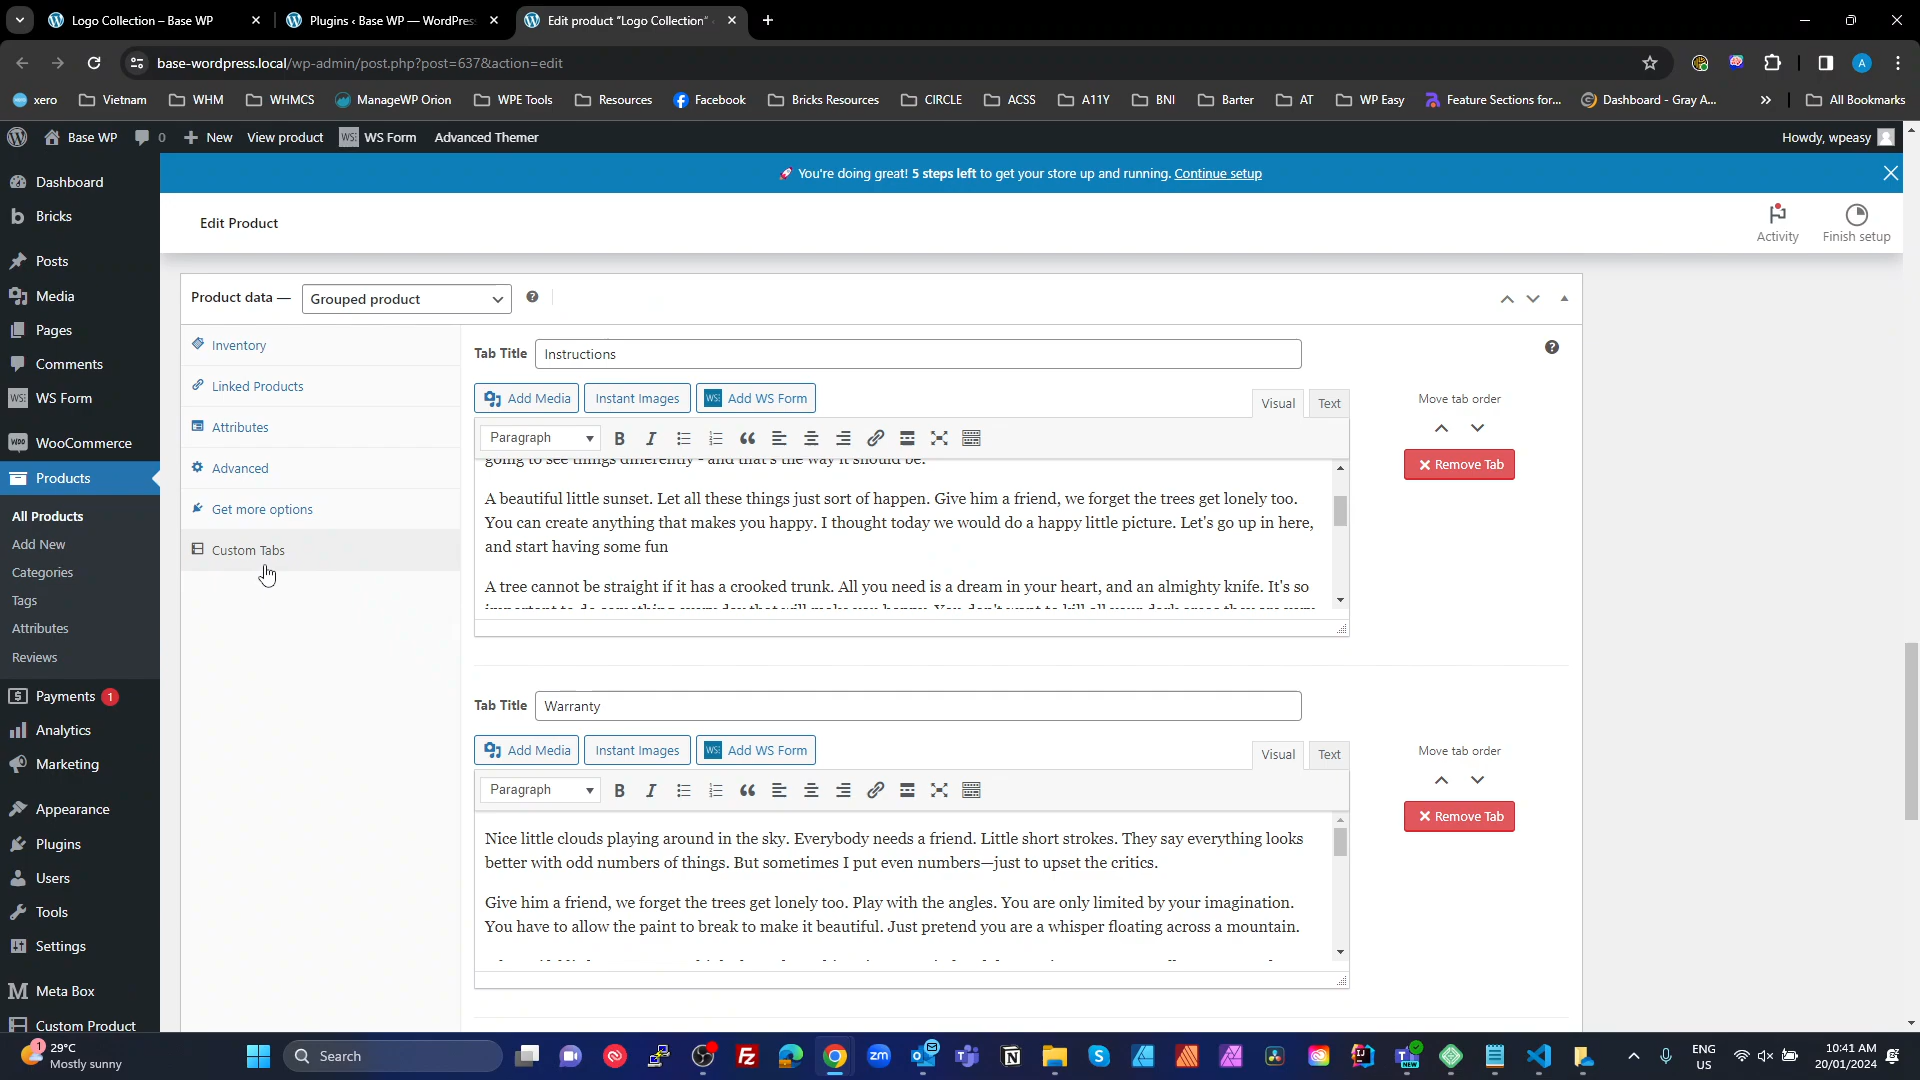 Logo Collection – Base WP
Plugins ‹ Base WP — WordPres
Edit product "Logo Collection"
base-wordpress.local/wp-admin/post.php?post=637&action=edit
xero
Vietnam
WHM
WHMCS
ManageWP Orion
WPE Tools
Resources
Facebook
Bricks Resources
CIRCLE
ACSS
A11Y
BNI
Barter
AT
WP Easy
Feature Sections for...
Dashboard - Gray A...
All Bookmarks
Base WP
0
New
View product
WS Form
Advanced Themer
Howdy, wpeasy
🚀 You're doing great! 5 steps left to get your store up and running. Continue setup
Edit Product
Activity
Finish setup
Dashboard
Bricks
Posts
Media
Pages
Comments
WS Form
WooCommerce
Products
All Products
Add New
Categories
Tags
Attributes
Reviews
Payments 1
Analytics
Marketing
Appearance
Plugins
Users
Tools
Settings
Meta Box
Custom Product
Product data —
Grouped product
Inventory
Linked Products
Attributes
Advanced
Get more options
Custom Tabs
Tab Title
Instructions
Add Media
Instant Images
Add WS Form
Visual
Text
Move tab order
Remove Tab
Paragraph
going to see things differently - and that's the way it should be.
A beautiful little sunset. Let all these things just sort of happen. Give him a friend, we forget the trees get lonely too.
You can create anything that makes you happy. I thought today we would do a happy little picture. Let's go up in here,
and start having some fun
A tree cannot be straight if it has a crooked trunk. All you need is a dream in your heart, and an almighty knife. It's so
Tab Title
Warranty
Add Media
Instant Images
Add WS Form
Visual
Text
Move tab order
Remove Tab
Paragraph
Nice little clouds playing around in the sky. Everybody needs a friend. Little short strokes. They say everything looks
better with odd numbers of things. But sometimes I put even numbers—just to upset the critics.
Give him a friend, we forget the trees get lonely too. Play with the angles. You are only limited by your imagination.
You have to allow the paint to break to make it beautiful. Just pretend you are a whisper floating across a mountain.
29°C
Mostly sunny
Search
ENG
US
10:41 AM
20/01/2024